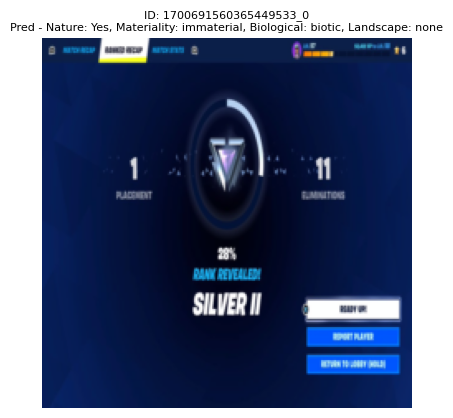 ID: 1700691560365449533_0
Pred - Nature: Yes, Materiality: immaterial, Biological: biotic, Landscape: none
MATCH RECAP RANKED RECAP MATCH STATS
1
PLACEMENT
11
ELIMINATIONS
28%
RANK REVEALED!
SILVER II
READY UP!
REPORT PLAYER
RETURN TO LOBBY (HOLD)